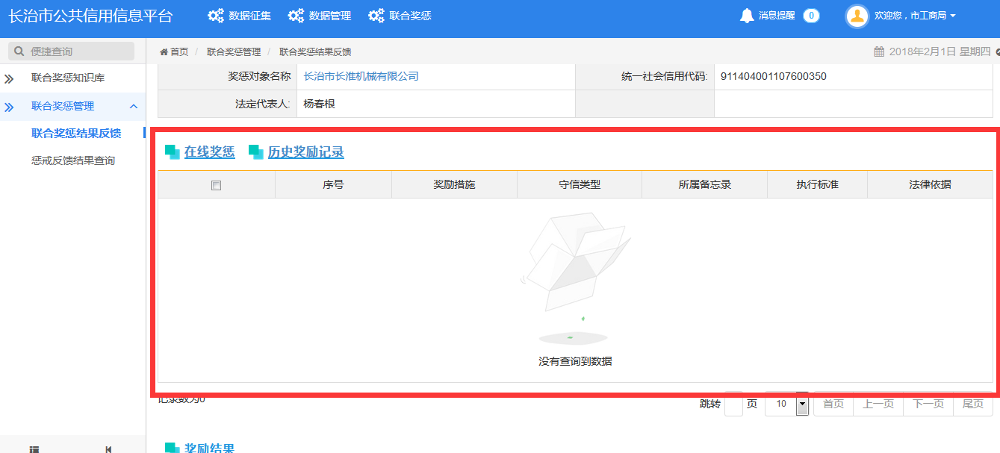 长治市公共信用信息平台 数据征集 数据管理 联合奖惩 消息提醒 0 欢迎您，市工商局
便捷查询 首页 / 联合奖惩管理 / 联合奖惩结果反馈 2018年2月1日 星期四
联合奖惩知识库
奖惩对象名称 长治市长淮机械有限公司 统一社会信用代码: 911404001107600350
联合奖惩管理
法定代表人: 杨春根
联合奖惩结果反馈
在线奖惩 历史奖励记录
惩戒反馈结果查询
序号 奖励措施 守信类型 所属备忘录 执行标准 法律依据
没有查询到数据
记录数为0 跳转 页 10 首页 上一页 下一页 尾页
奖励结果